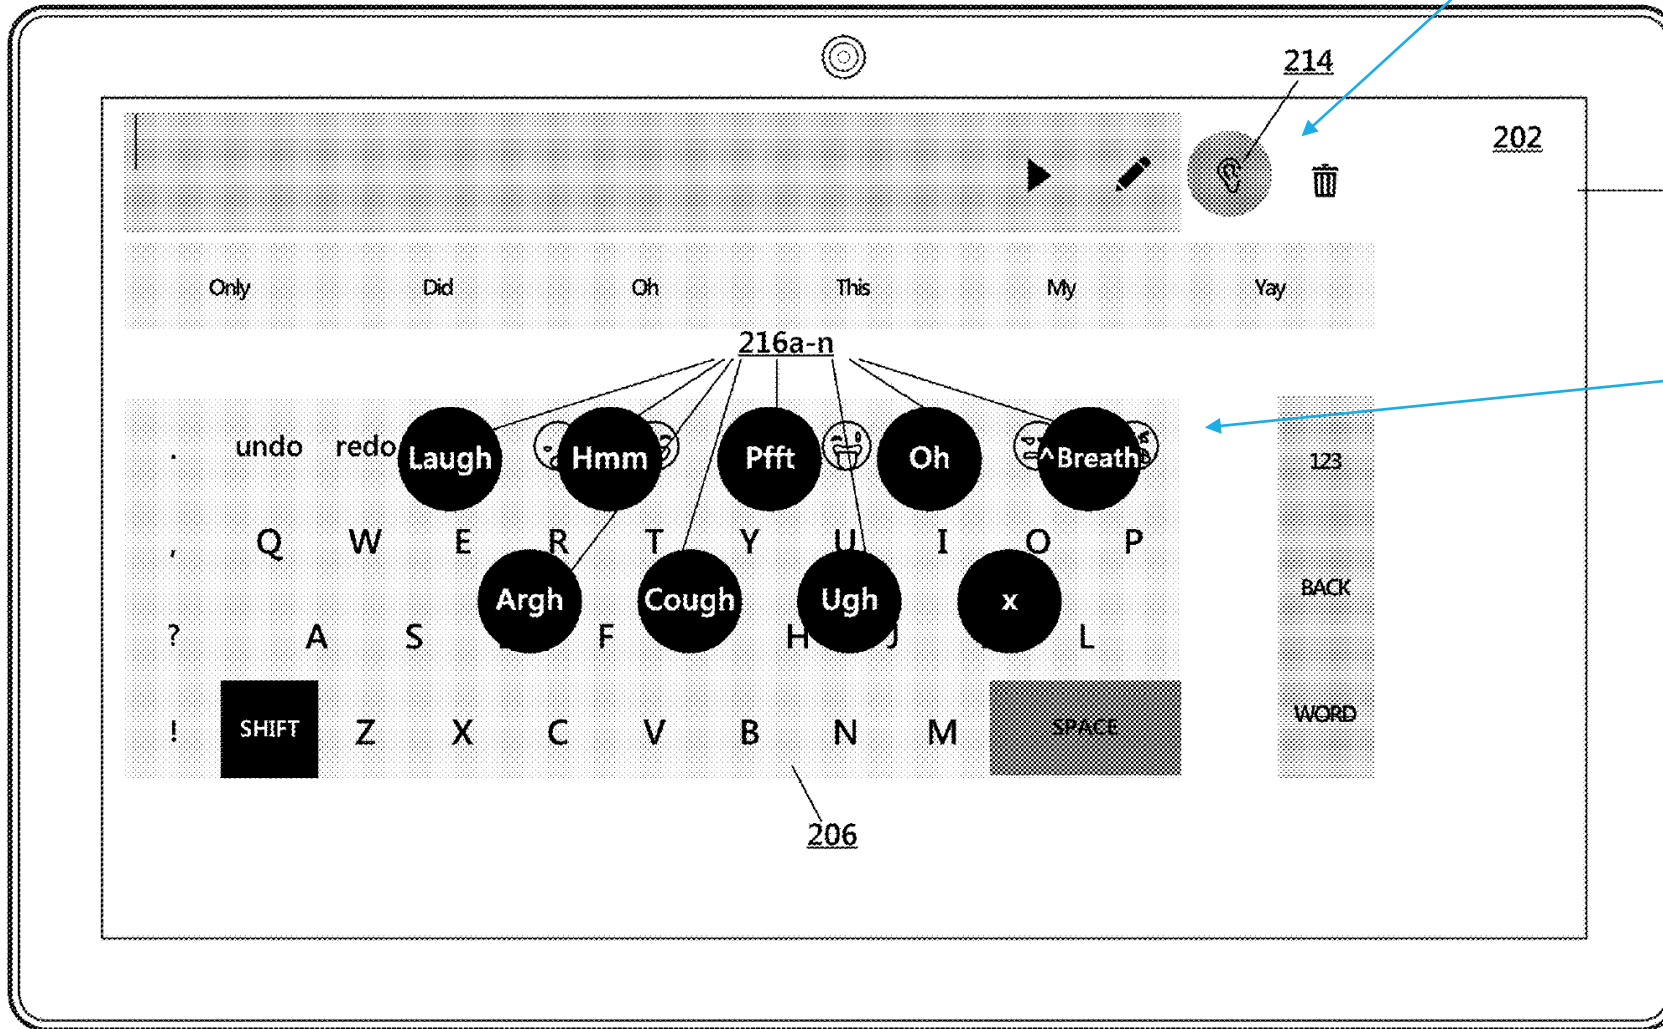 214
202
Only Did Oh This My Yay
216a-n
. undo redo Laugh Hmm Pfft Oh ^Breath 123
, Q W E R T Y U I O P
Argh Cough Ugh x BACK
? A S F H J L
! SHIFT Z X C V B N M SPACE WORD
206